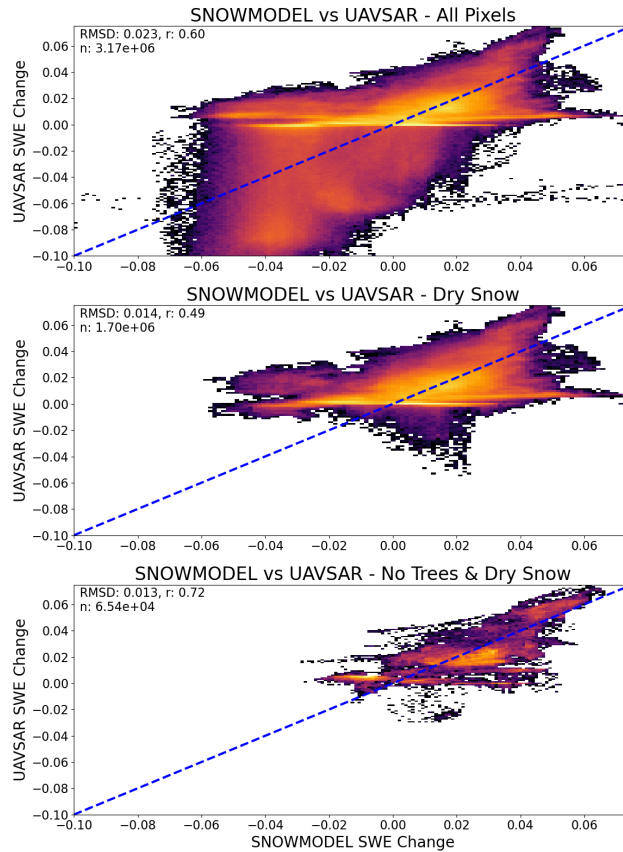 SNOWMODEL vs UAVSAR - All Pixels
RMSD: 0.023, r: 0.60
n: 3.17e+06
UAVSAR SWE Change
0.06
0.04
0.02
0.00
−0.02
−0.04
−0.06
−0.08
−0.10
−0.10 −0.08 −0.06 −0.04 −0.02 0.00 0.02 0.04 0.06
SNOWMODEL vs UAVSAR - Dry Snow
RMSD: 0.014, r: 0.49
n: 1.70e+06
UAVSAR SWE Change
0.06
0.04
0.02
0.00
−0.02
−0.04
−0.06
−0.08
−0.10
−0.10 −0.08 −0.06 −0.04 −0.02 0.00 0.02 0.04 0.06
SNOWMODEL vs UAVSAR - No Trees & Dry Snow
RMSD: 0.013, r: 0.72
n: 6.54e+04
UAVSAR SWE Change
0.06
0.04
0.02
0.00
−0.02
−0.04
−0.06
−0.08
−0.10
−0.10 −0.08 −0.06 −0.04 −0.02 0.00 0.02 0.04 0.06
SNOWMODEL SWE Change